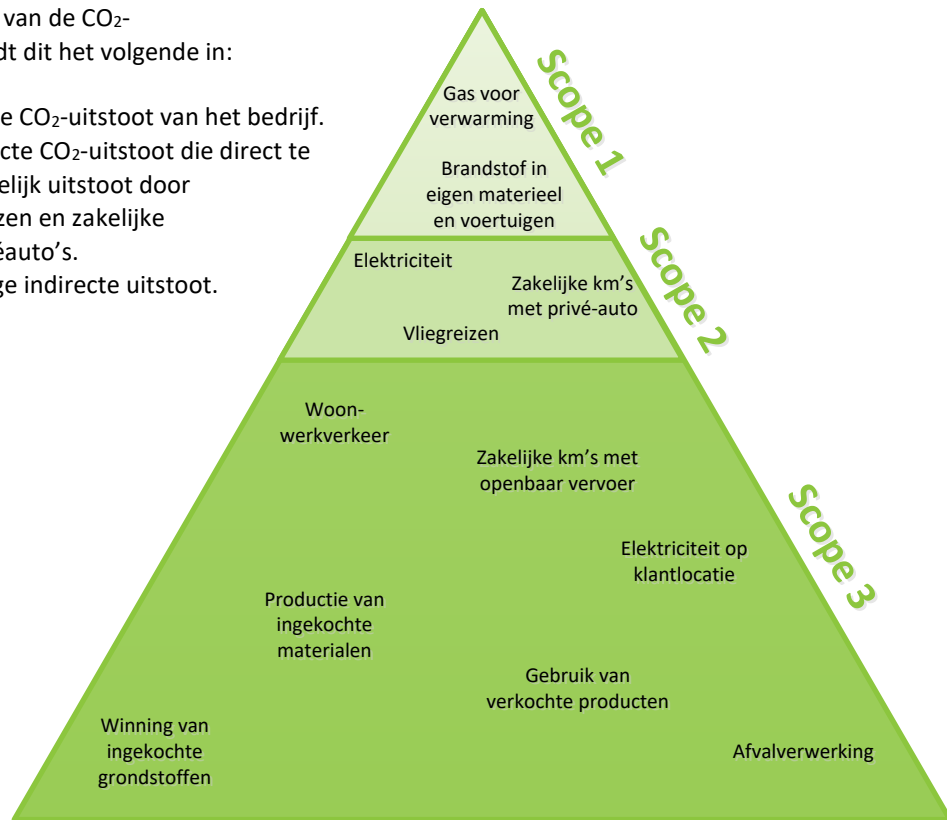 van de CO₂-
dt dit het volgende in:
e CO₂-uitstoot van het bedrijf.
cte CO₂-uitstoot die direct te
elijk uitstoot door
zen en zakelijke
éauto's.
ge indirecte uitstoot.
Scope 1
Gas voor
verwarming
Brandstof in
eigen materieel
en voertuigen
Scope 2
Elektriciteit
Zakelijke km's
met privé-auto
Vliegreizen
Scope 3
Woon-
werkverkeer
Zakelijke km's met
openbaar vervoer
Elektriciteit op
klantlocatie
Productie van
ingekochte
materialen
Gebruik van
verkochte producten
Winning van
ingekochte
grondstoffen
Afvalverwerking